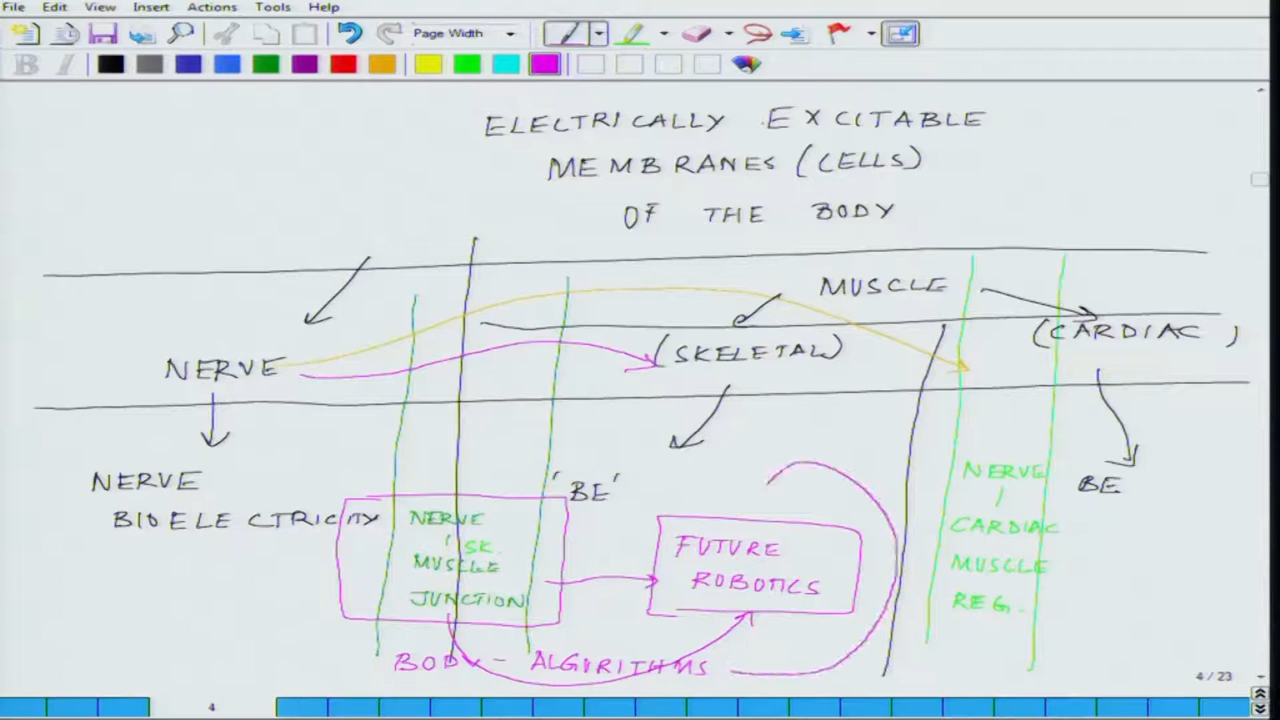 File Edit View Insert Actions Tools Help
Page Width
B I
ELECTRICALLY EXCITABLE
MEMBRANES (CELLS)
OF THE BODY
MUSCLE
NERVE
(SKELETAL)
(CARDIAC)
NERVE
BIOELECTRICITY
'BE'
BE
NERVE
/ SK.
MUSCLE
JUNCTION
FUTURE
ROBOTICS
NERVE
/
CARDIAC
MUSCLE
REG.
BODY - ALGORITHMS
4/23
4